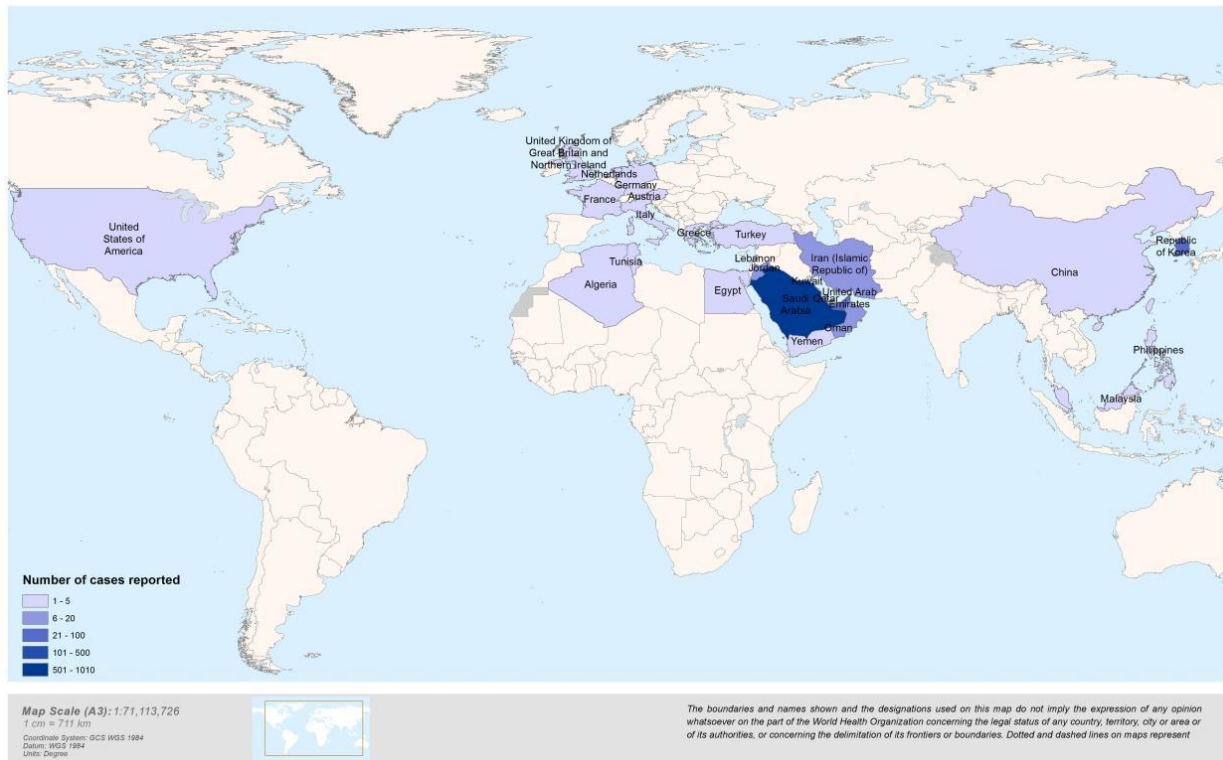 United Kingdom of
Great Britain and
Northern Ireland
Netherlands
Germany
Austria
France
Italy
Greece
Turkey
United
States of
America
Tunisia
Algeria
Egypt
Lebanon
Jordan
Iran (Islamic
Republic of)
Kuwait
Saudi
Arabia
Qatar
United Arab
Emirates
Oman
Yemen
China
Republic
of Korea
Philippines
Malaysia
Number of cases reported
1 - 5
6 - 20
21 - 100
101 - 500
501 - 1010
Map Scale (A3): 1:71,113,726
1 cm = 711 km
Coordinate System: GCS WGS 1984
Datum: WGS 1984
Units: Degree
The boundaries and names shown and the designations used on this map do not imply the expression of any opinion
whatsoever on the part of the World Health Organization concerning the legal status of any country, territory, city or area or
of its authorities, or concerning the delimitation of its frontiers or boundaries. Dotted and dashed lines on maps represent